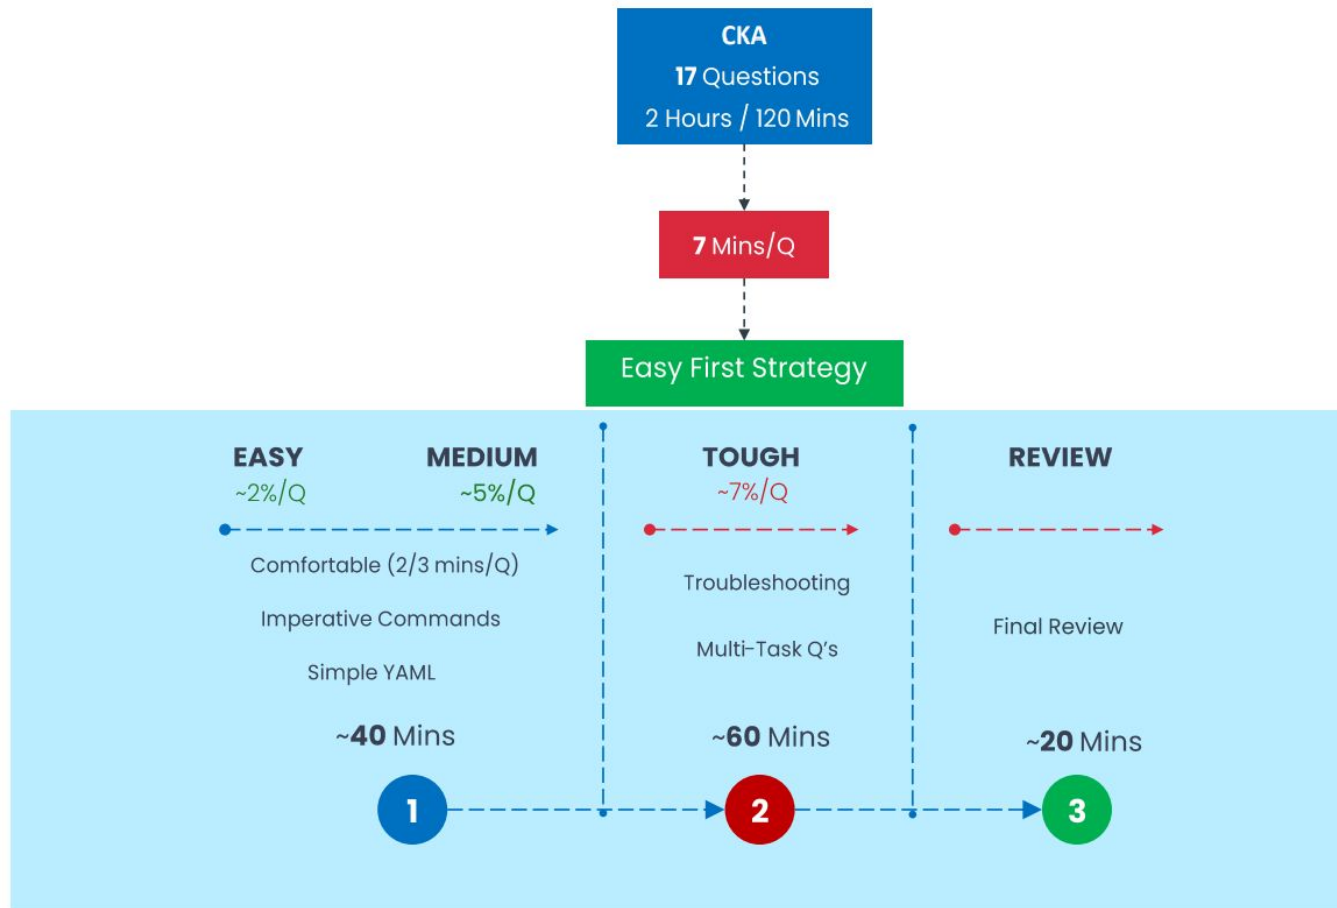 CKA
17 Questions
2 Hours / 120 Mins
7 Mins/Q
Easy First Strategy
EASY
~2%/Q
MEDIUM
~5%/Q
Comfortable (2/3 mins/Q)
Imperative Commands
Simple YAML
~40 Mins
1
TOUGH
~7%/Q
Troubleshooting
Multi-Task Q's
~60 Mins
2
REVIEW
Final Review
~20 Mins
3